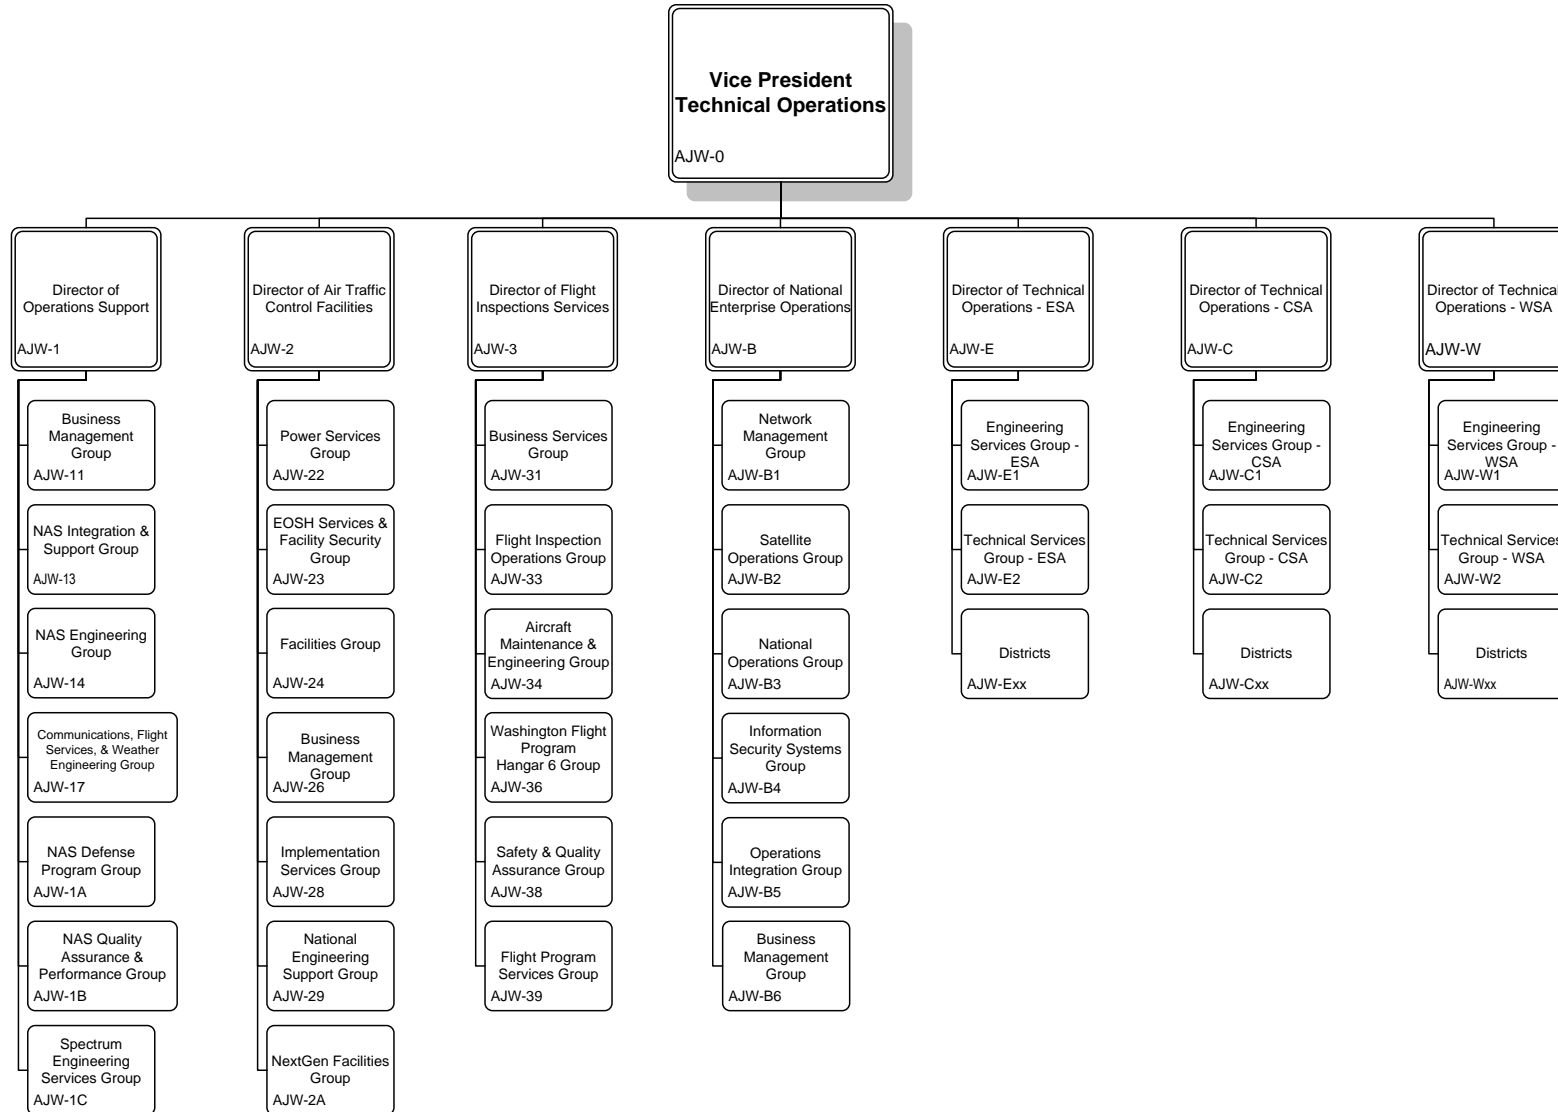 Vice President
Technical Operations
AJW-0
Director of
Operations Support
AJW-1
Director of Air Traffic
Control Facilities
AJW-2
Director of Flight
Inspections Services
AJW-3
Director of National
Enterprise Operations
AJW-B
Director of Technical
Operations - ESA
AJW-E
Director of Technical
Operations - CSA
AJW-C
Director of Technical
Operations - WSA
AJW-W
Business
Management
Group
AJW-11
NAS Integration &
Support Group
AJW-13
NAS Engineering
Group
AJW-14
Communications, Flight
Services, & Weather
Engineering Group
AJW-17
NAS Defense
Program Group
AJW-1A
NAS Quality
Assurance &
Performance Group
AJW-1B
Spectrum
Engineering
Services Group
AJW-1C
Power Services
Group
AJW-22
EOSH Services &
Facility Security
Group
AJW-23
Facilities Group
AJW-24
Business
Management
Group
AJW-26
Implementation
Services Group
AJW-28
National
Engineering
Support Group
AJW-29
NextGen Facilities
Group
AJW-2A
Business Services
Group
AJW-31
Flight Inspection
Operations Group
AJW-33
Aircraft
Maintenance &
Engineering Group
AJW-34
Washington Flight
Program
Hangar 6 Group
AJW-36
Safety & Quality
Assurance Group
AJW-38
Flight Program
Services Group
AJW-39
Network
Management
Group
AJW-B1
Satellite
Operations Group
AJW-B2
National
Operations Group
AJW-B3
Information
Security Systems
Group
AJW-B4
Operations
Integration Group
AJW-B5
Business
Management
Group
AJW-B6
Engineering
Services Group -
ESA
AJW-E1
Technical Services
Group - ESA
AJW-E2
Districts
AJW-Exx
Engineering
Services Group -
CSA
AJW-C1
Technical Services
Group - CSA
AJW-C2
Districts
AJW-Cxx
Engineering
Services Group -
WSA
AJW-W1
Technical Services
Group - WSA
AJW-W2
Districts
AJW-Wxx